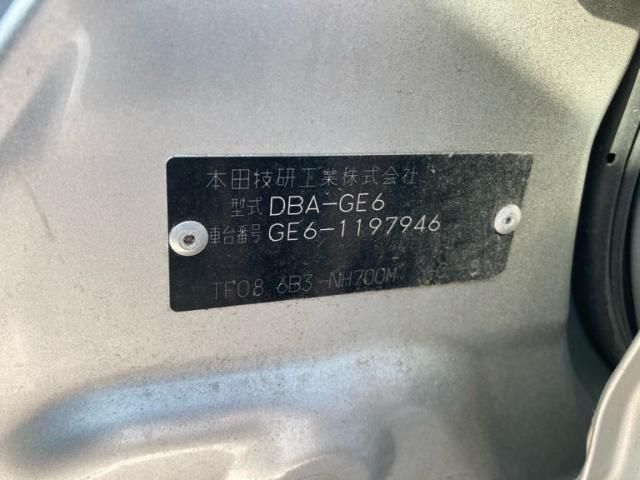 本田技研工業株式会社
型式 DBA-GE6
車台番号 GE6-1197946
TF08 6B3-NH700M -C